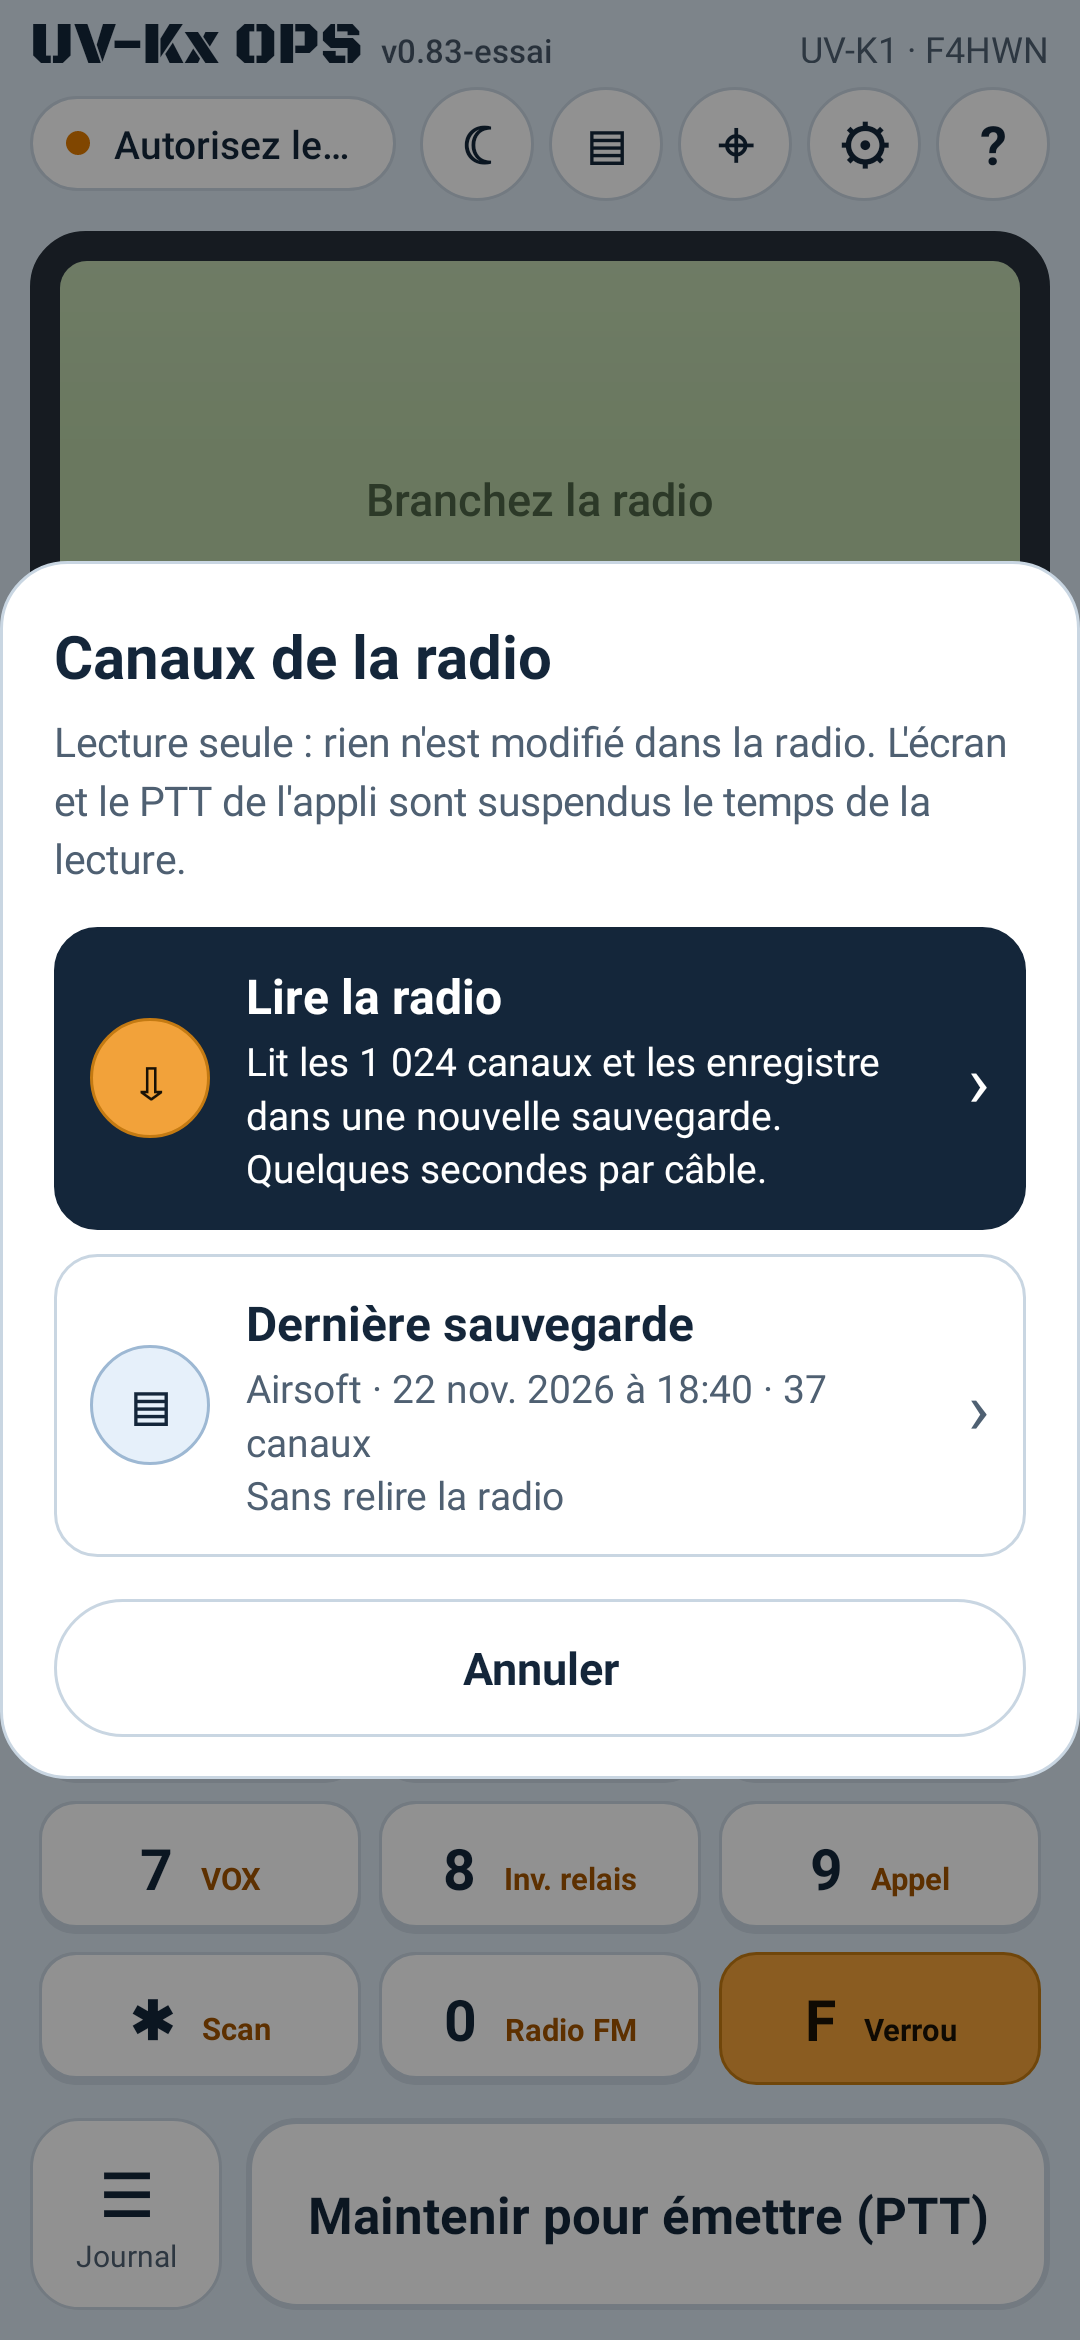 UV-Kx OPS v0.83-essai UV-K1 · F4HWN
Autorisez le... ?
Branchez la radio
Canaux de la radio
Lecture seule : rien n'est modifié dans la radio. L'écran
et le PTT de l'appli sont suspendus le temps de la
lecture.
Lire la radio
Lit les 1 024 canaux et les enregistre
dans une nouvelle sauvegarde.
Quelques secondes par câble.
Dernière sauvegarde
Airsoft · 22 nov. 2026 à 18:40 · 37
canaux
Sans relire la radio
Annuler
7 VOX 8 Inv. relais 9 Appel
✱ Scan 0 Radio FM F Verrou
Journal Maintenir pour émettre (PTT)